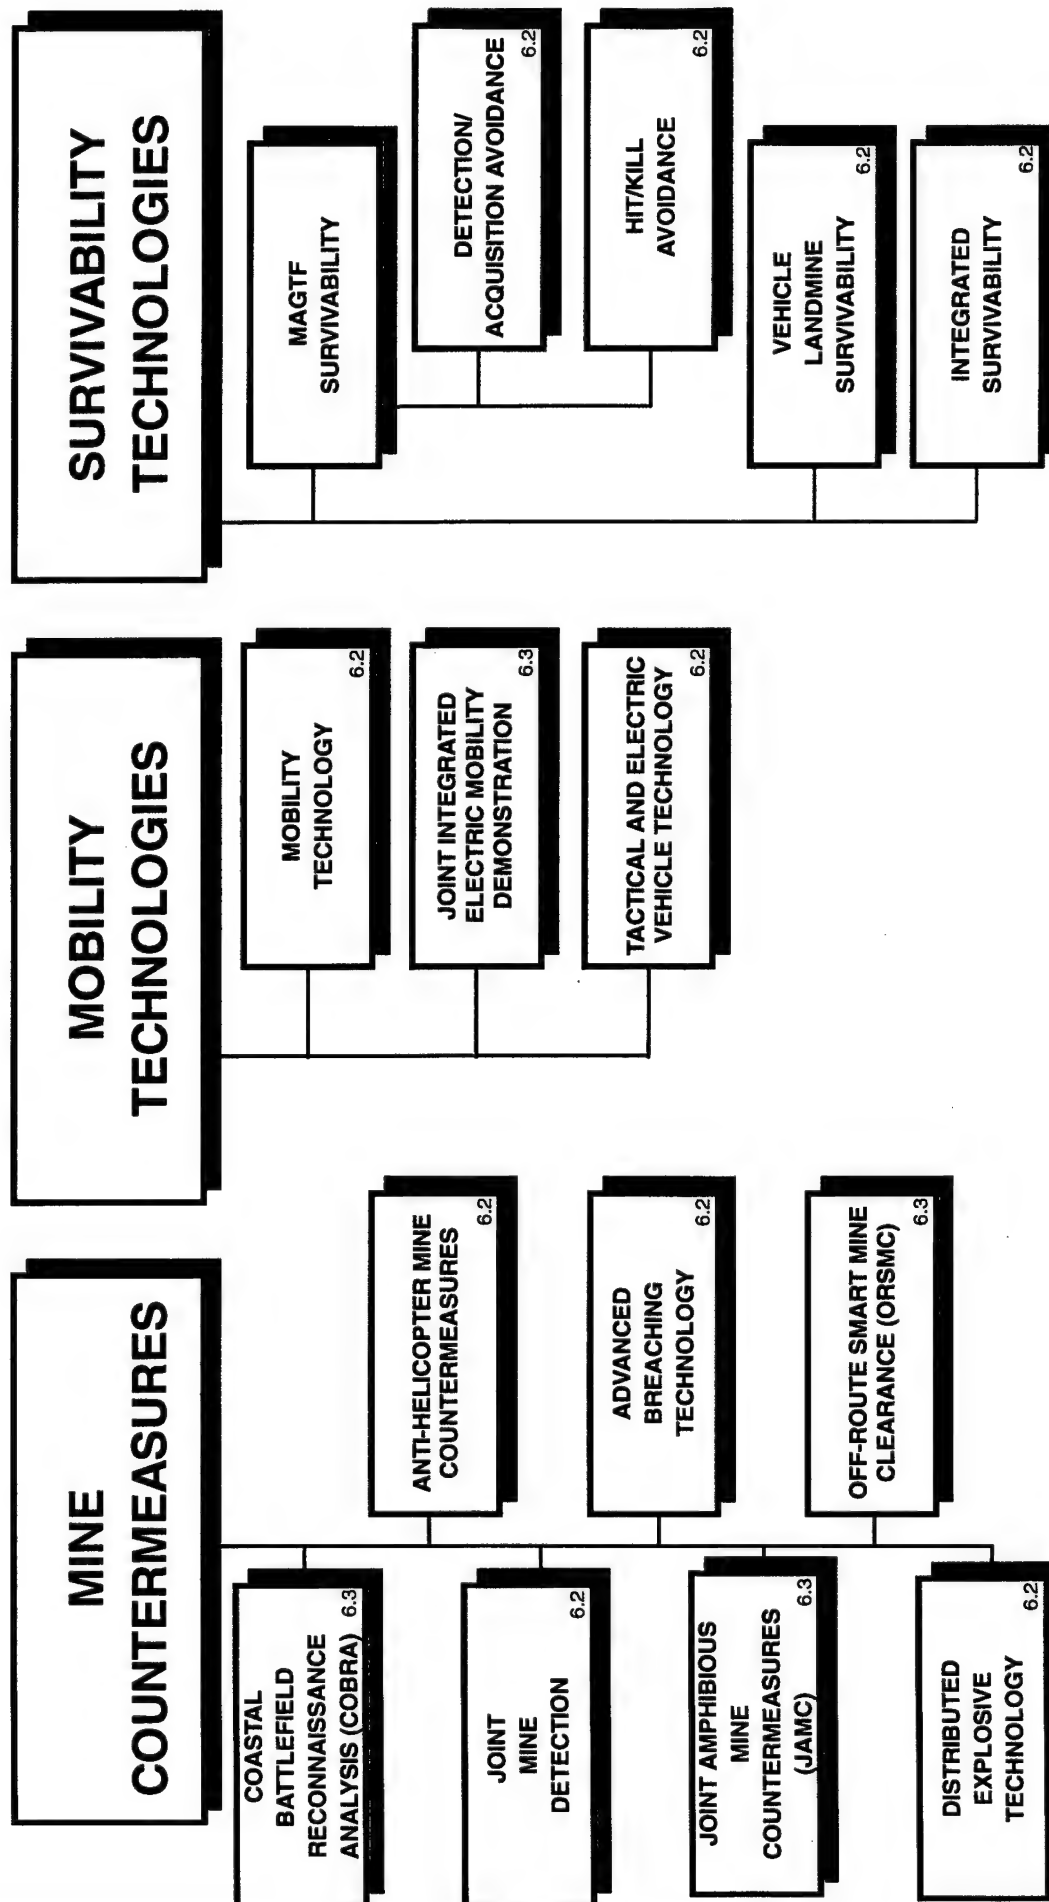 MINE
COUNTERMEASURES
COASTAL
BATTLEFIELD
RECONNAISSANCE
ANALYSIS (COBRA)
6.3
ANTI-HELICOPTER MINE
COUNTERMEASURES
6.2
JOINT
MINE
DETECTION
6.2
ADVANCED
BREACHING
TECHNOLOGY
6.2
JOINT AMPHIBIOUS
MINE
COUNTERMEASURES
(JAMC)
6.3
OFF-ROUTE SMART MINE
CLEARANCE (ORSMC)
6.3
DISTRIBUTED
EXPLOSIVE
TECHNOLOGY
6.2
MOBILITY
TECHNOLOGIES
MOBILITY
TECHNOLOGY
6.2
JOINT INTEGRATED
ELECTRIC MOBILITY
DEMONSTRATION
6.3
TACTICAL AND ELECTRIC
VEHICLE TECHNOLOGY
6.2
SURVIVABILITY
TECHNOLOGIES
MAGTF
SURVIVABILITY
DETECTION/
ACQUISITION AVOIDANCE
6.2
HIT/KILL
AVOIDANCE
6.2
VEHICLE
LANDMINE
SURVIVABILITY
6.2
INTEGRATED
SURVIVABILITY
6.2